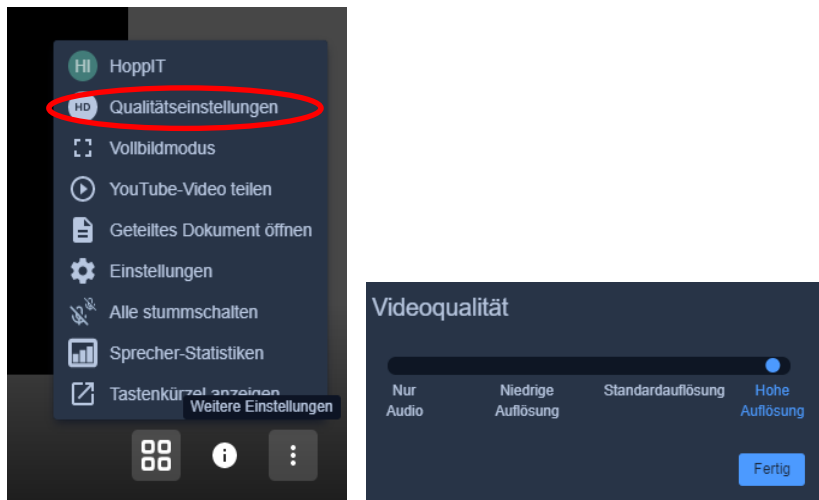 HI HoppIT
HD Qualitätseinstellungen
Vollbildmodus
YouTube-Video teilen
Geteiltes Dokument öffnen
Einstellungen
Alle stummschalten
Sprecher-Statistiken
Tastenkürzel anzeigen
Weitere Einstellungen
Videoqualität
Nur
Audio
Niedrige
Auflösung
Standardauflösung
Hohe
Auflösung
Fertig